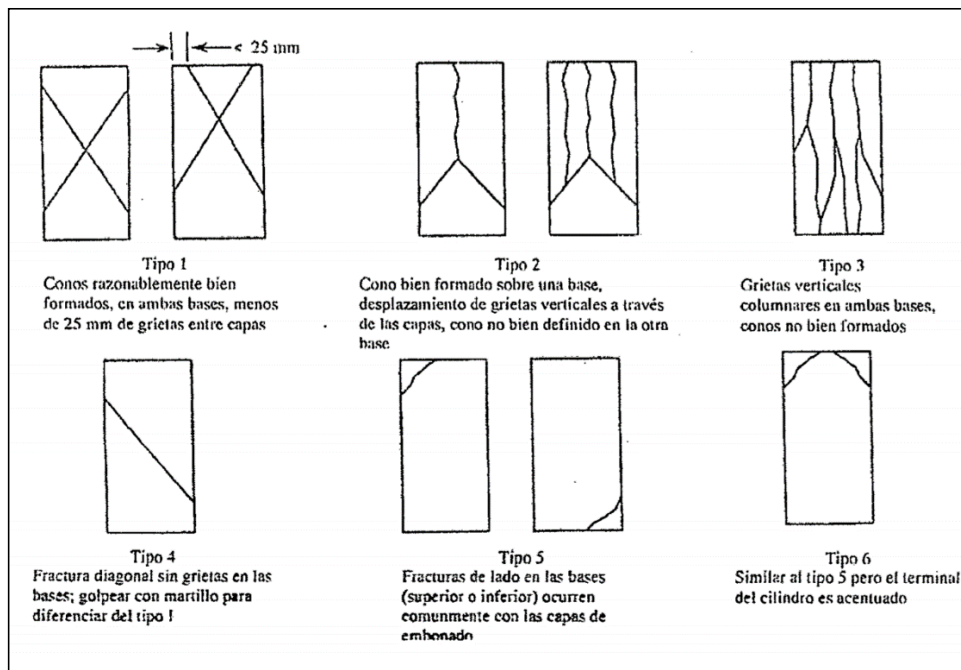 < 25 mm
Tipo 1
Conos razonablemente bien
formados, en ambas bases, menos
de 25 mm de grietas entre capas
Tipo 2
Cono bien formado sobre una base,
desplazamiento de grietas verticales a través
de las capas, cono no bien definido en la otra
base
Tipo 3
Grietas verticales
columnares en ambas bases,
conos no bien formados
Tipo 4
Fractura diagonal sin grietas en las
bases; golpear con martillo para
diferenciar del tipo 1
Tipo 5
Fracturas de lado en las bases
(superior o inferior) ocurren
comunmente con las capas de
embonado
Tipo 6
Similar al tipo 5 pero el terminal
del cilindro es acentuado